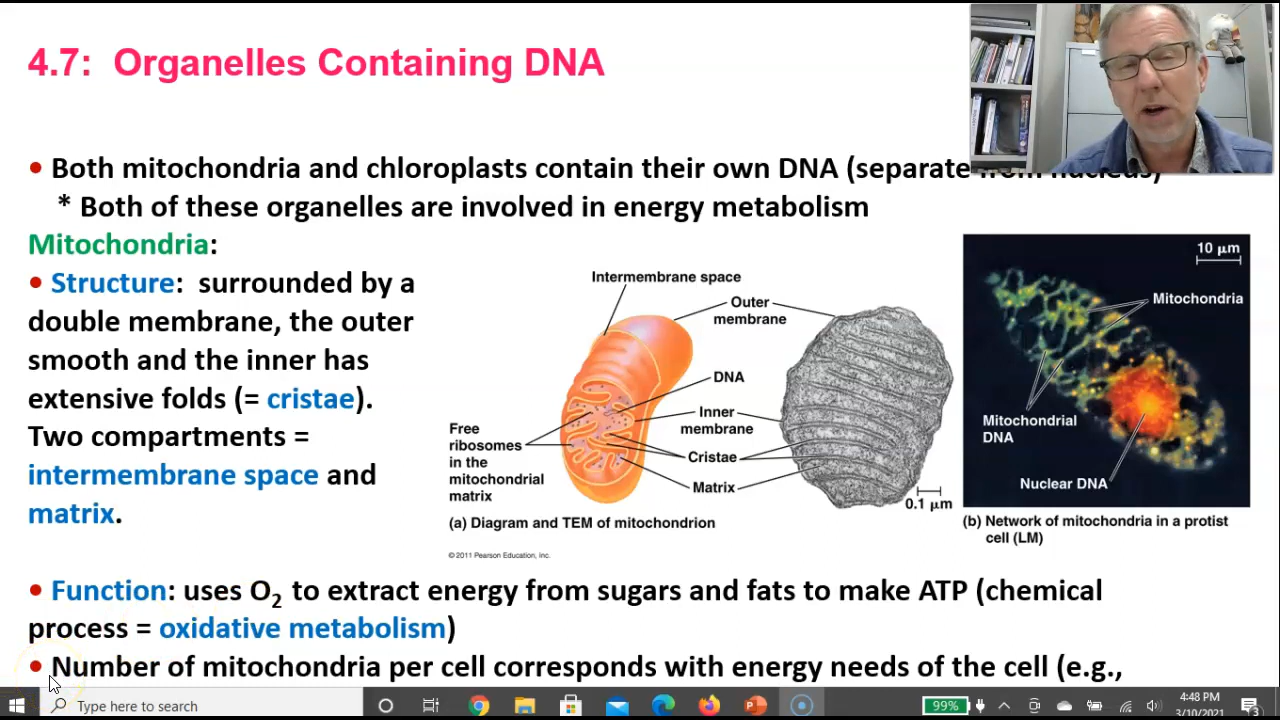 4.7: Organelles Containing DNA
• Both mitochondria and chloroplasts contain their own DNA (separate from nucleus)
* Both of these organelles are involved in energy metabolism
Mitochondria:
• Structure: surrounded by a
double membrane, the outer
smooth and the inner has
extensive folds (= cristae).
Two compartments =
intermembrane space and
matrix.
Intermembrane space
Outer
membrane
DNA
Inner
membrane
Free
ribosomes
in the
mitochondrial
matrix
Cristae
Matrix
0.1 μm
(a) Diagram and TEM of mitochondrion
© 2011 Pearson Education, Inc.
10 μm
Mitochondria
Mitochondrial
DNA
Nuclear DNA
(b) Network of mitochondria in a protist
cell (LM)
• Function: uses O₂ to extract energy from sugars and fats to make ATP (chemical
process = oxidative metabolism)
• Number of mitochondria per cell corresponds with energy needs of the cell (e.g.,
Type here to search
99%
4:48 PM
3/10/2021
3